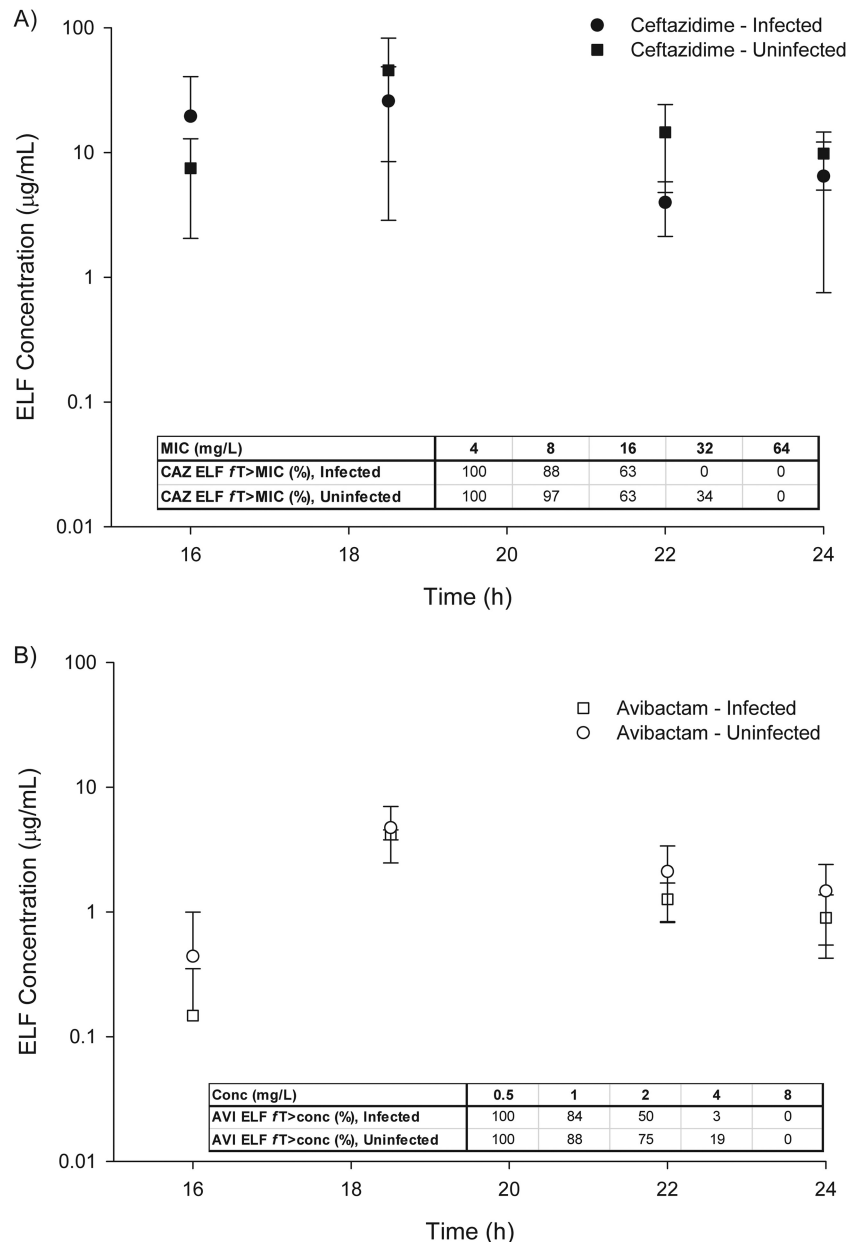 A)
100
10
1
0.1
0.01
ELF Concentration (μg/mL)
Ceftazidime - Infected
Ceftazidime - Uninfected
MIC (mg/L) 4 8 16 32 64
CAZ ELF fT>MIC (%), Infected 100 88 63 0 0
CAZ ELF fT>MIC (%), Uninfected 100 97 63 34 0
16 18 20 22 24
Time (h)
B)
100
10
1
0.1
0.01
ELF Concentration (μg/mL)
Avibactam - Infected
Avibactam - Uninfected
Conc (mg/L) 0.5 1 2 4 8
AVI ELF fT>conc (%), Infected 100 84 50 3 0
AVI ELF fT>conc (%), Uninfected 100 88 75 19 0
16 18 20 22 24
Time (h)